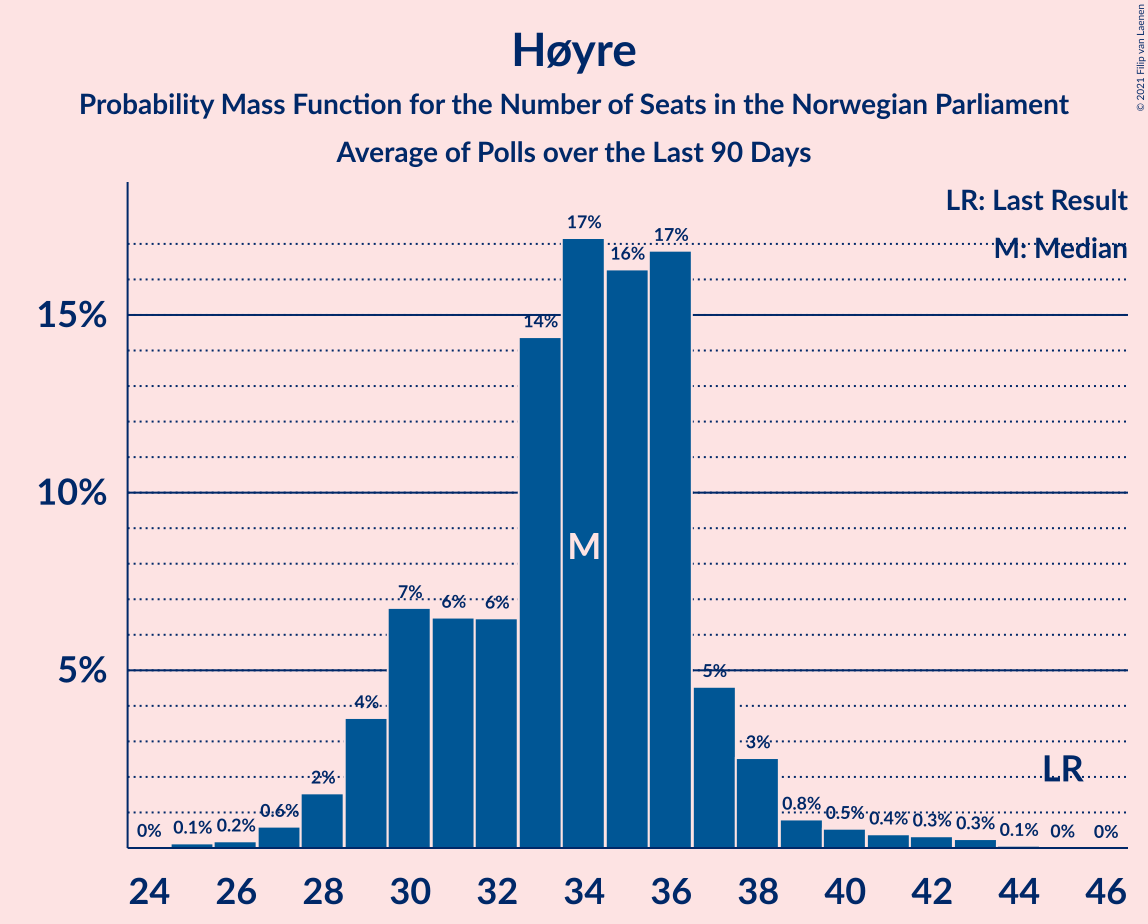 Høyre
Probability Mass Function for the Number of Seats in the Norwegian Parliament
Average of Polls over the Last 90 Days
© 2021 Filip van Laenen
LR: Last Result
M: Median
15%
10%
5%
0%
0.1%
0.2%
0.6%
2%
4%
7%
6%
6%
14%
17%
16%
17%
5%
3%
0.8%
0.5%
0.4%
0.3%
0.3%
0.1%
0%
0%
M
LR
24 26 28 30 32 34 36 38 40 42 44 46